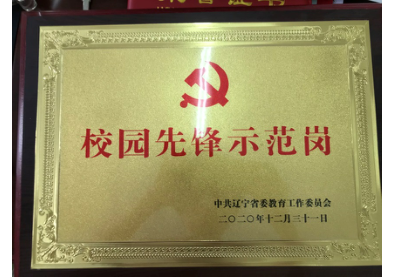 校园先锋示范岗
中共辽宁省委教育工作委员会
二〇二〇年十二月三十一日